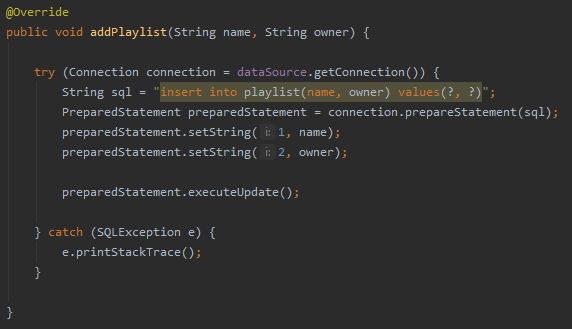 @Override
public void addPlaylist(String name, String owner) {
try (Connection connection = dataSource.getConnection()) {
String sql = "insert into playlist(name, owner) values(?, ?)";
PreparedStatement preparedStatement = connection.prepareStatement(sql);
preparedStatement.setString( i: 1, name);
preparedStatement.setString( i: 2, owner);
preparedStatement.executeUpdate();
} catch (SQLException e) {
e.printStackTrace();
}
}